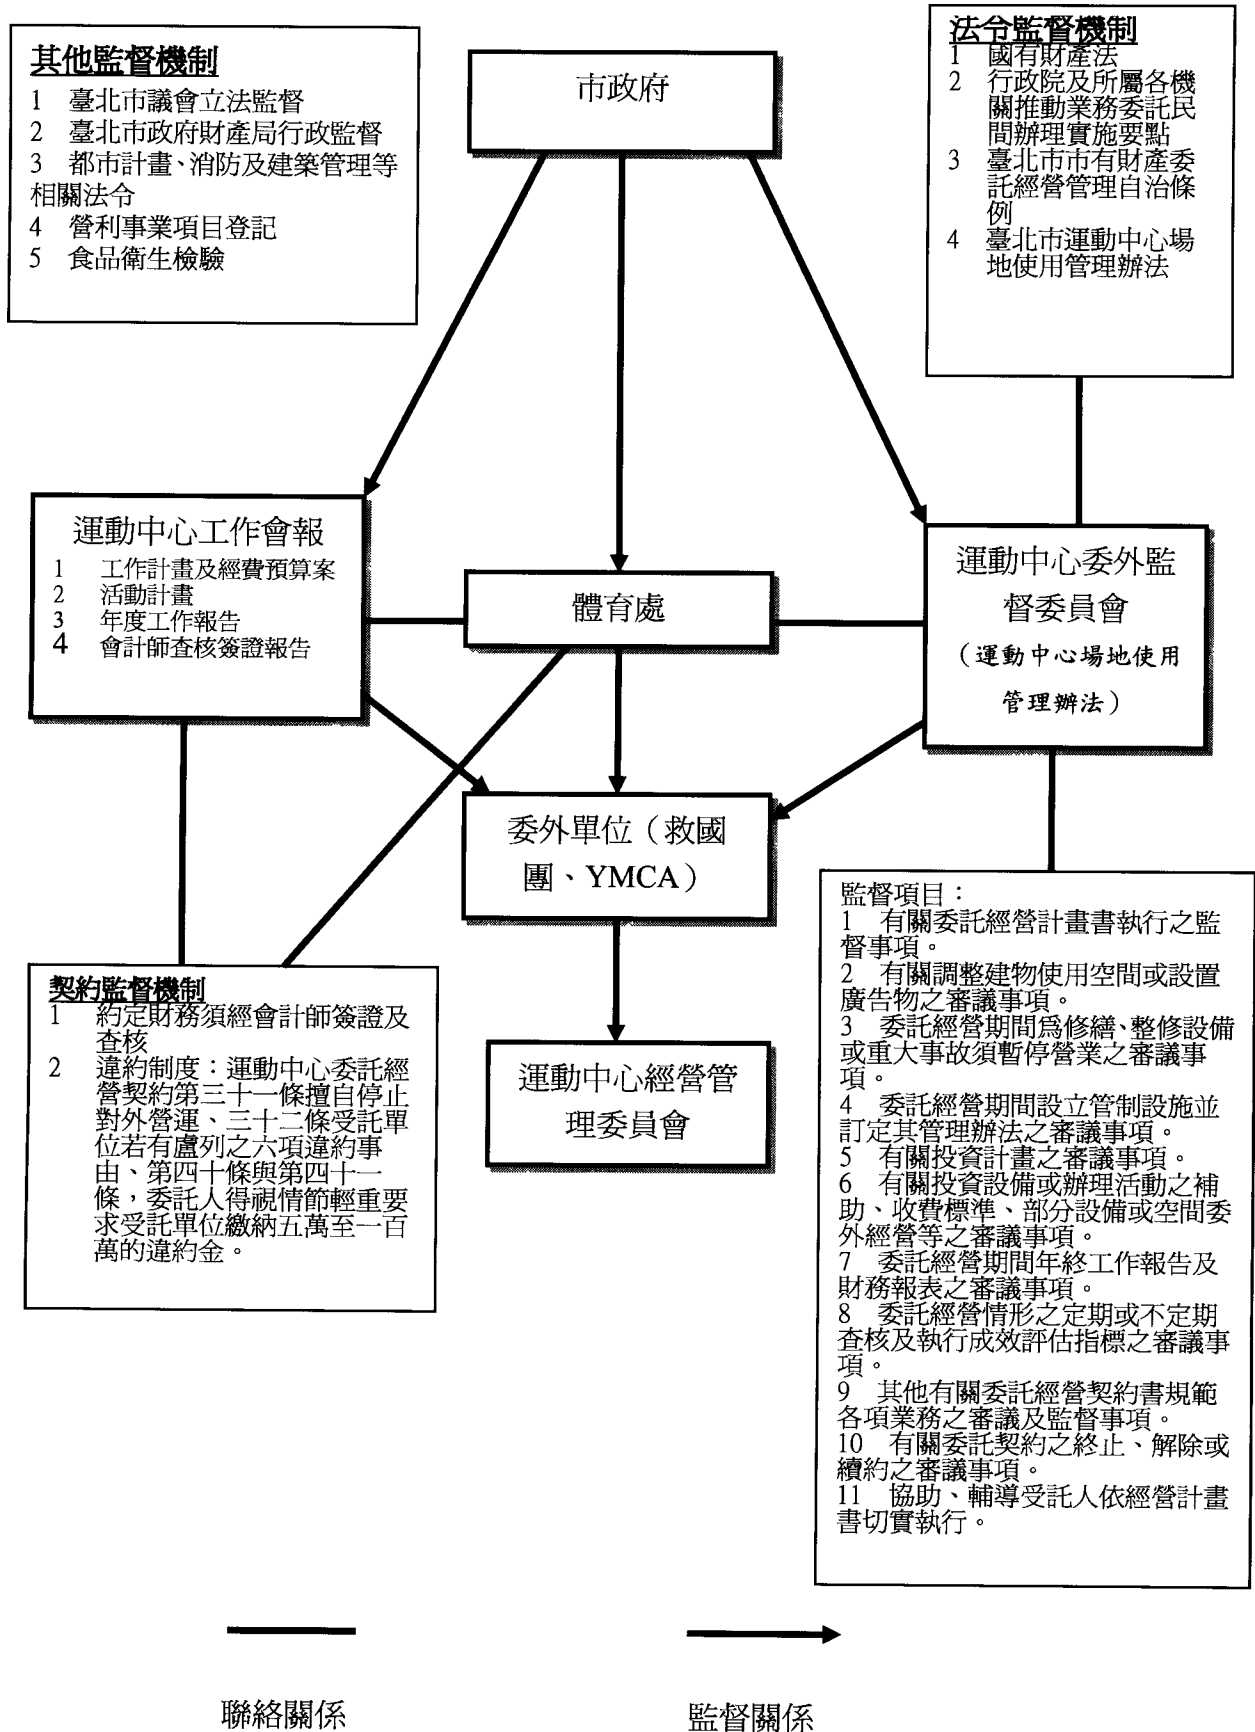 其他監督機制
1 臺北市議會立法監督
2 臺北市政府財產局行政監督
3 都市計畫、消防及建築管理等
相關法令
4 營利事業項目登記
5 食品衛生檢驗
市政府
法令監督機制
1 國有財產法
2 行政院及所屬各機
關推動業務委託民
間辦理實施要點
3 臺北市市有財產委
託經營管理自治條
例
4 臺北市運動中心場
地使用管理辦法
運動中心工作會報
1 工作計畫及經費預算案
2 活動計畫
3 年度工作報告
4 會計師查核簽證報告
體育處
運動中心委外監
督委員會
（運動中心場地使用
管理辦法）
委外單位（救國
團、YMCA）
契約監督機制
1 約定財務須經會計師簽證及
查核
2 違約制度：運動中心委託經
營契約第三十一條擅自停止
對外營運、三十二條受託單
位若有臚列之六項違約事
由、第四十條與第四十一
條，委託人得視情節輕重要
求受託單位繳納五萬至一百
萬的違約金。
運動中心經營管
理委員會
監督項目：
1 有關委託經營計畫書執行之監
督事項。
2 有關調整建物使用空間或設置
廣告物之審議事項。
3 委託經營期間為修繕、整修設備
或重大事故須暫停營業之審議事
項。
4 委託經營期間設立管制設施並
訂定其管理辦法之審議事項。
5 有關投資計畫之審議事項。
6 有關投資設備或辦理活動之補
助、收費標準、部分設備或空間委
外經營等之審議事項。
7 委託經營期間年終工作報告及
財務報表之審議事項。
8 委託經營情形之定期或不定期
查核及執行成效評估指標之審議事
項。
9 其他有關委託經營契約書規範
各項業務之審議及監督事項。
10 有關委託契約之終止、解除或
續約之審議事項。
11 協助、輔導受託人依經營計畫
書切實執行。
聯絡關係
監督關係